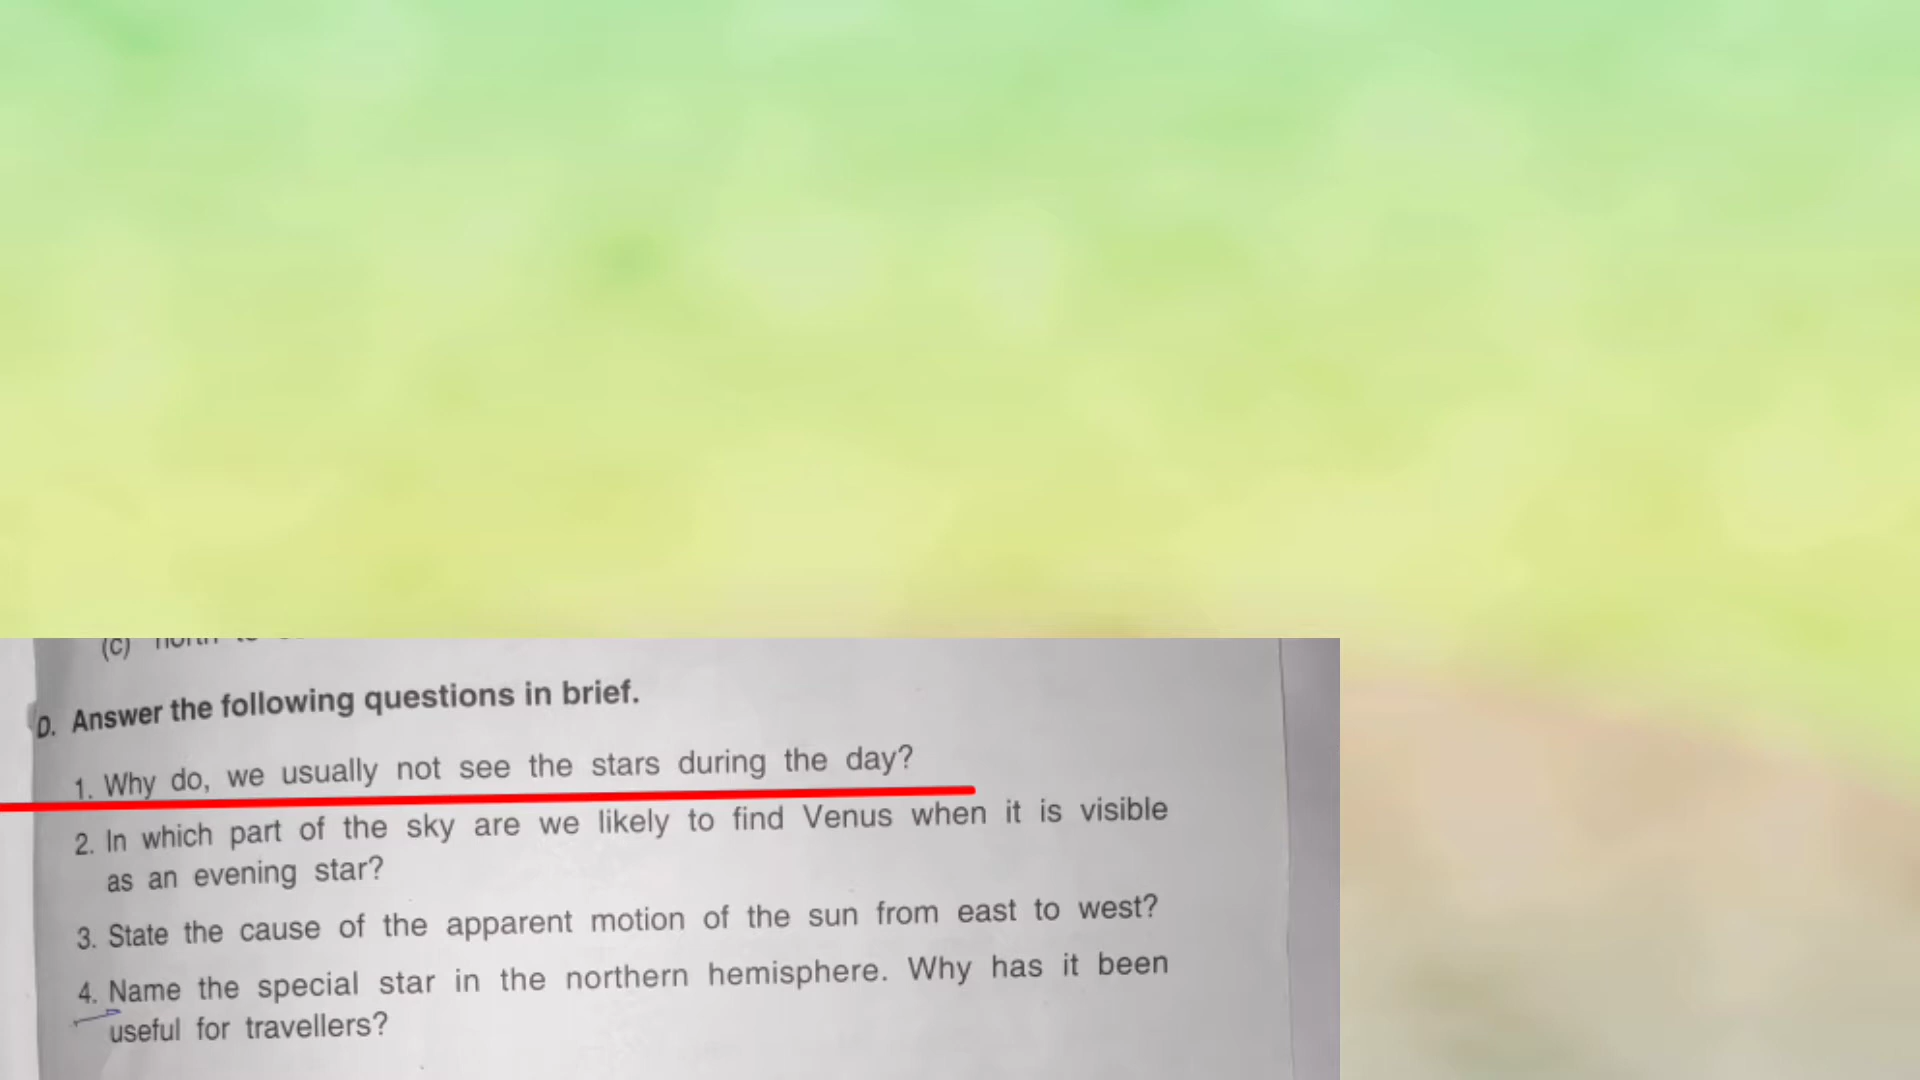 (c) north to
D. Answer the following questions in brief.
1. Why do, we usually not see the stars during the day?
2. In which part of the sky are we likely to find Venus when it is visible
as an evening star?
3. State the cause of the apparent motion of the sun from east to west?
4. Name the special star in the northern hemisphere. Why has it been
useful for travellers?